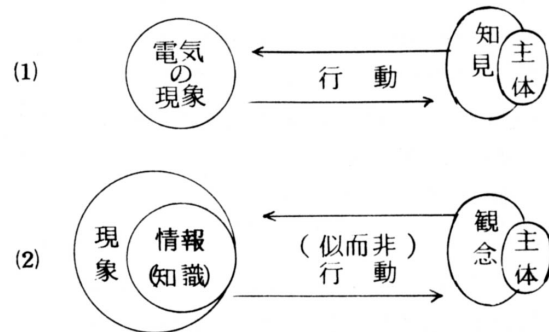 (1)
電気
の
現象
行動
知見
主体
(2)
現象
情報
(知識)
(似而非)
行動
観念
主体